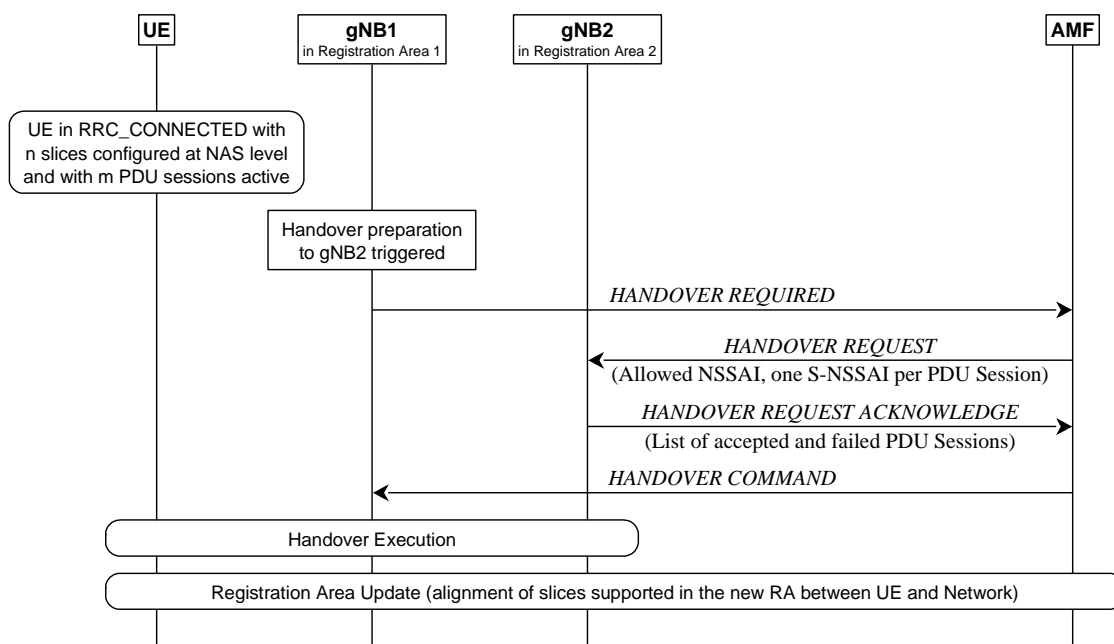 UE
gNB1
in Registration Area 1
gNB2
in Registration Area 2
AMF
UE in RRC_CONNECTED with
n slices configured at NAS level
and with m PDU sessions active
Handover preparation
to gNB2 triggered
HANDOVER REQUIRED
HANDOVER REQUEST
(Allowed NSSAI, one S-NSSAI per PDU Session)
HANDOVER REQUEST ACKNOWLEDGE
(List of accepted and failed PDU Sessions)
HANDOVER COMMAND
Handover Execution
Registration Area Update (alignment of slices supported in the new RA between UE and Network)